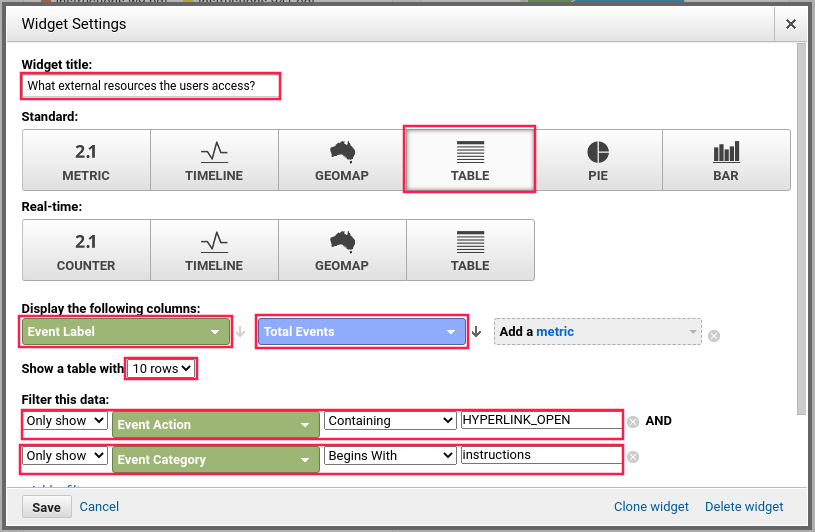 Widget Settings
Widget title:
What external resources the users access?
Standard:
2.1 METRIC
TIMELINE
GEOMAP
TABLE
PIE
BAR
Real-time:
2.1 COUNTER
TIMELINE
GEOMAP
TABLE
Display the following columns:
Event Label
Total Events
Add a metric
Show a table with 10 rows
Filter this data:
Only show Event Action Containing HYPERLINK_OPEN AND
Only show Event Category Begins With instructions
Save Cancel Clone widget Delete widget